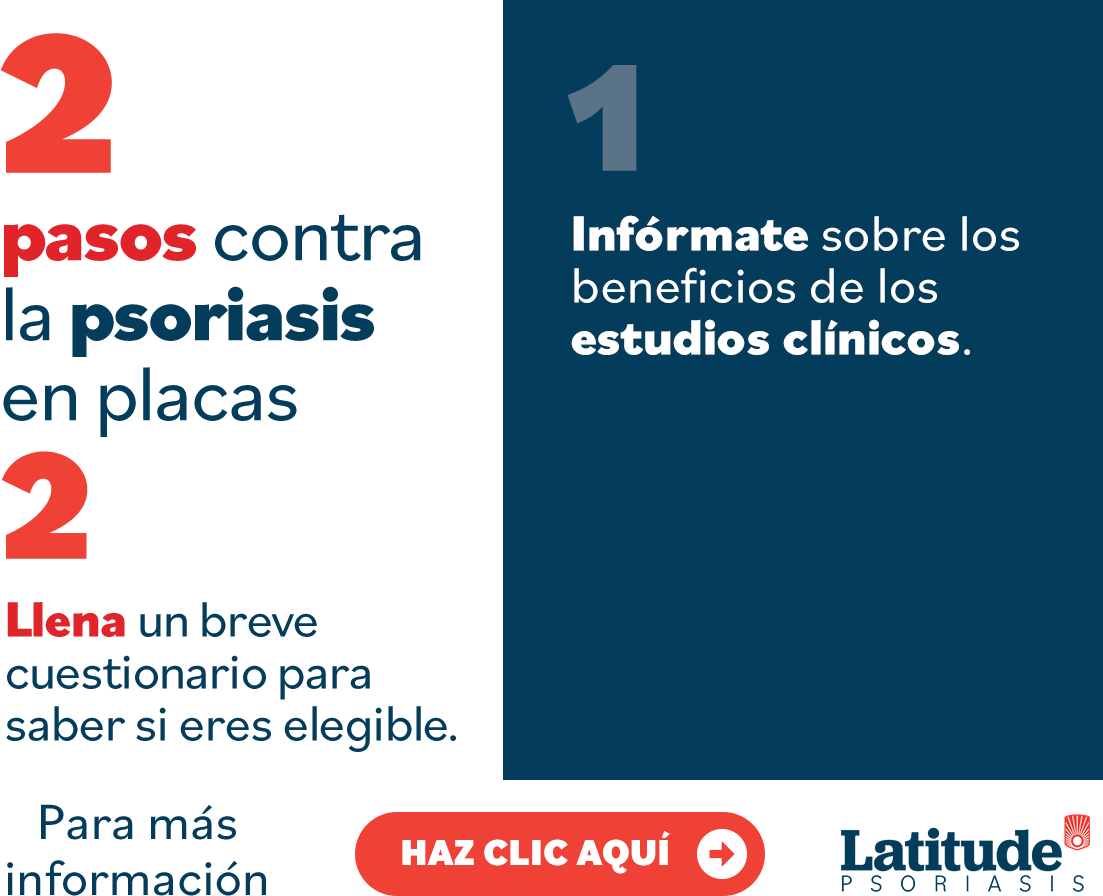 2
pasos contra
la psoriasis
en placas
1
Infórmate sobre los
beneficios de los
estudios clínicos.
2
Llena un breve
cuestionario para
saber si eres elegible.
Para más
información
HAZ CLIC AQUÍ
Latitude
PSORIASIS